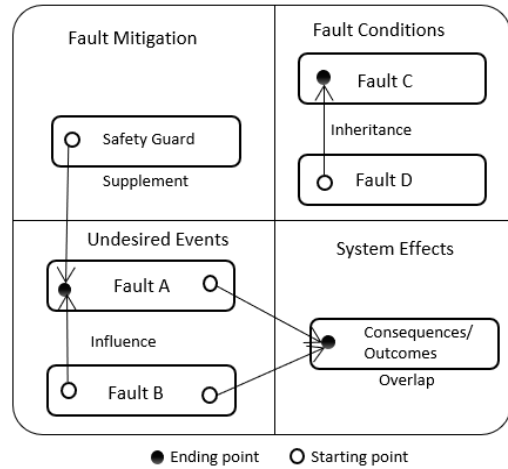 Fault Mitigation
Fault Conditions
Fault C
Inheritance
Fault D
Safety Guard
Supplement
Undesired Events
Fault A
Influence
Fault B
System Effects
Consequences/
Outcomes
Overlap
Ending point
Starting point